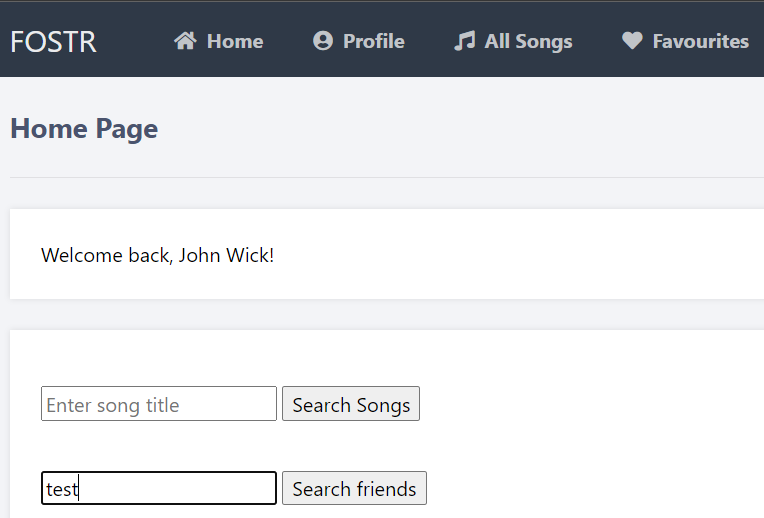 FOSTR Home Profile All Songs Favourites
Home Page
Welcome back, John Wick!
Enter song title Search Songs
test Search friends